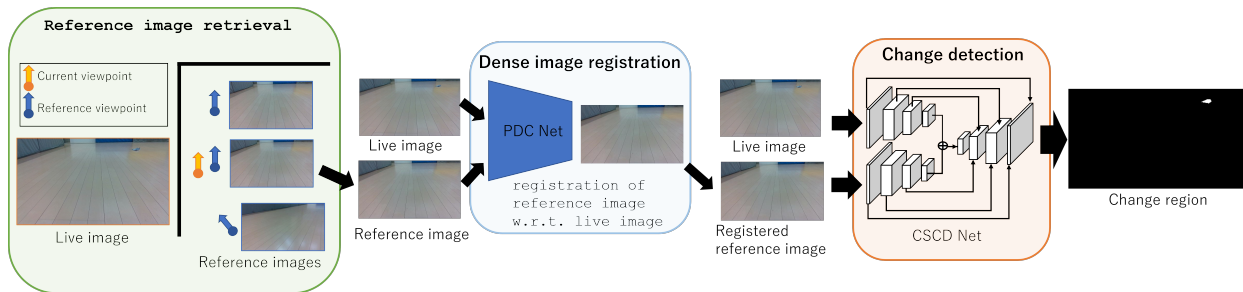 Reference image retrieval
Current viewpoint
Reference viewpoint
Live image
Reference images
Live image
Reference image
Dense image registration
PDC Net
registration of
reference image
w.r.t. live image
Live image
Registered
reference image
Change detection
CSCD Net
Change region